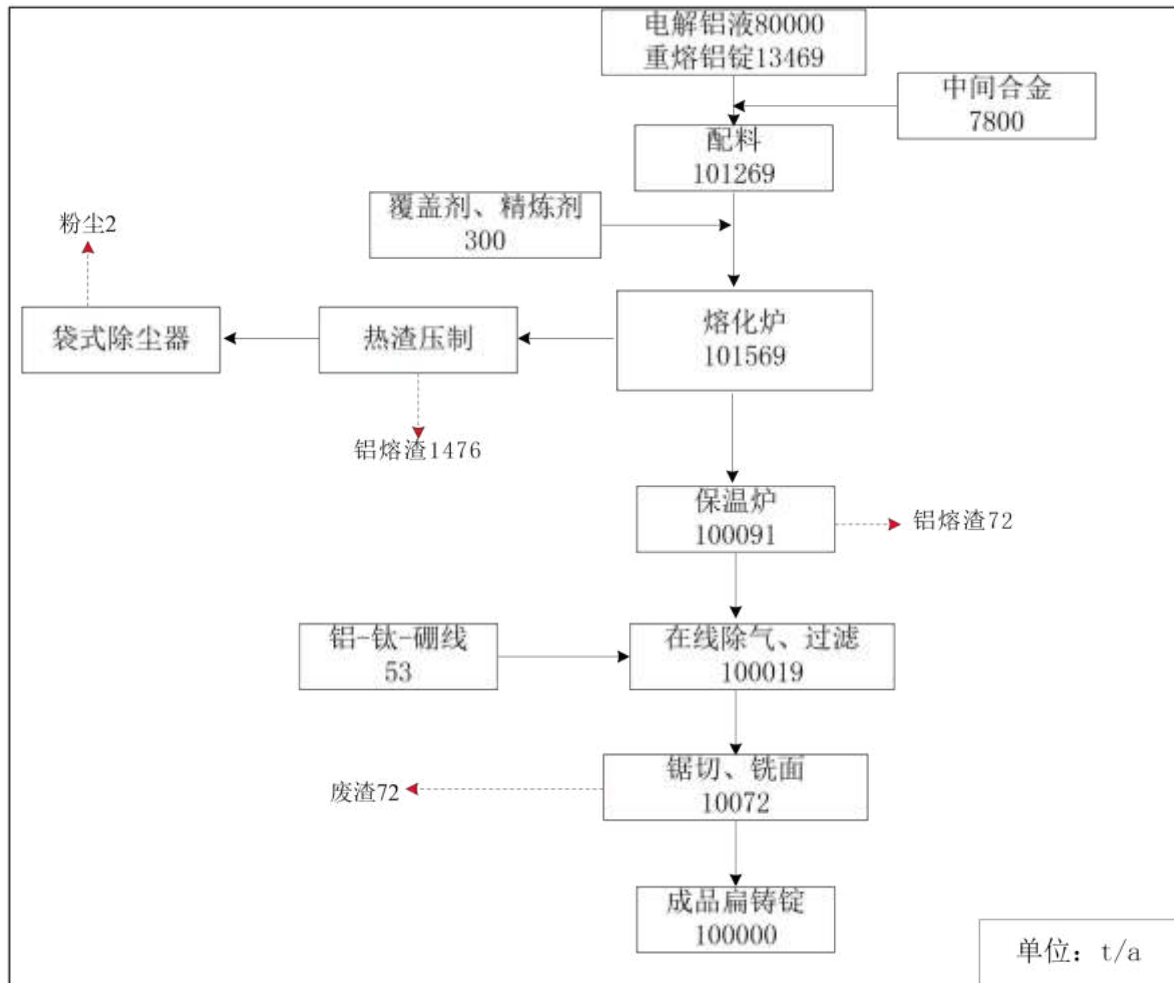 电解铝液80000
重熔铝锭13469
中间合金
7800
配料
101269
覆盖剂、精炼剂
300
粉尘2
袋式除尘器
热渣压制
熔化炉
101569
铝熔渣1476
保温炉
100091
铝熔渣72
铝-钛-硼线
53
在线除气、过滤
100019
锯切、铣面
10072
废渣72
成品扁铸锭
100000
单位：t/a